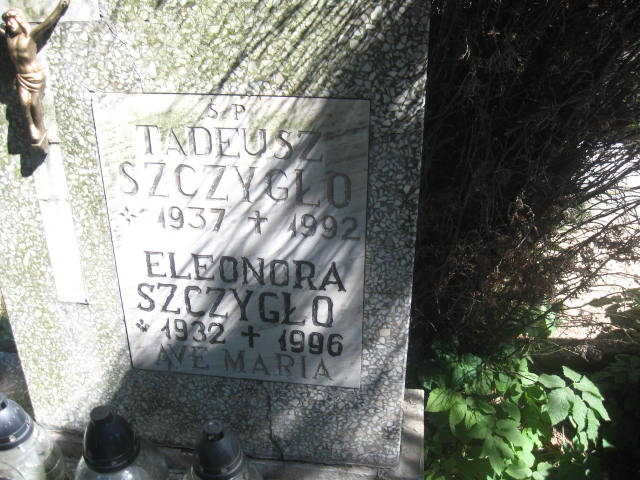 Ś.P.
TADEUSZ
SZCZYGŁO
1937 + 1992
ELEONORA
SZCZYGŁO
1932 + 1996
AVE MARIA